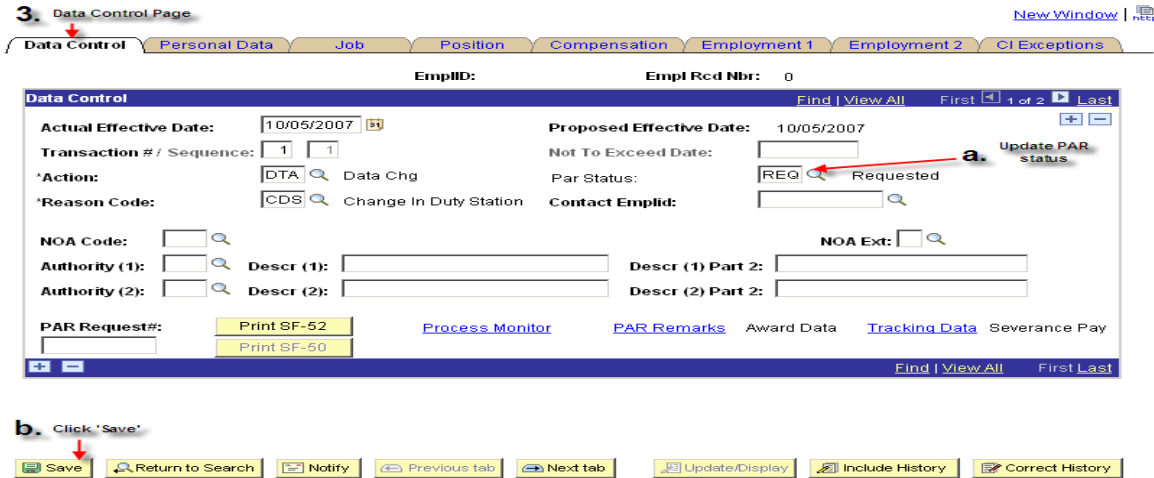 3. Data Control Page
New Window
Data Control Personal Data Job Position Compensation Employment 1 Employment 2 CI Exceptions
EmplID: Empl Rcd Nbr: 0
Data Control Find | View All First 1 of 2 Last
Actual Effective Date: 10/05/2007 Proposed Effective Date: 10/05/2007
Transaction # / Sequence: 1 1 Not To Exceed Date:
a. Update PAR status
*Action: DTA Data Chg Par Status: REQ Requested
*Reason Code: CDS Change In Duty Station Contact Emplid:
NOA Code: NOA Ext:
Authority (1): Descr (1): Descr (1) Part 2:
Authority (2): Descr (2): Descr (2) Part 2:
PAR Request#: Print SF-52 Process Monitor PAR Remarks Award Data Tracking Data Severance Pay
Print SF-50
Find | View All First Last
b. Click 'Save'
Save Return to Search Notify Previous tab Next tab Update/Display Include History Correct History